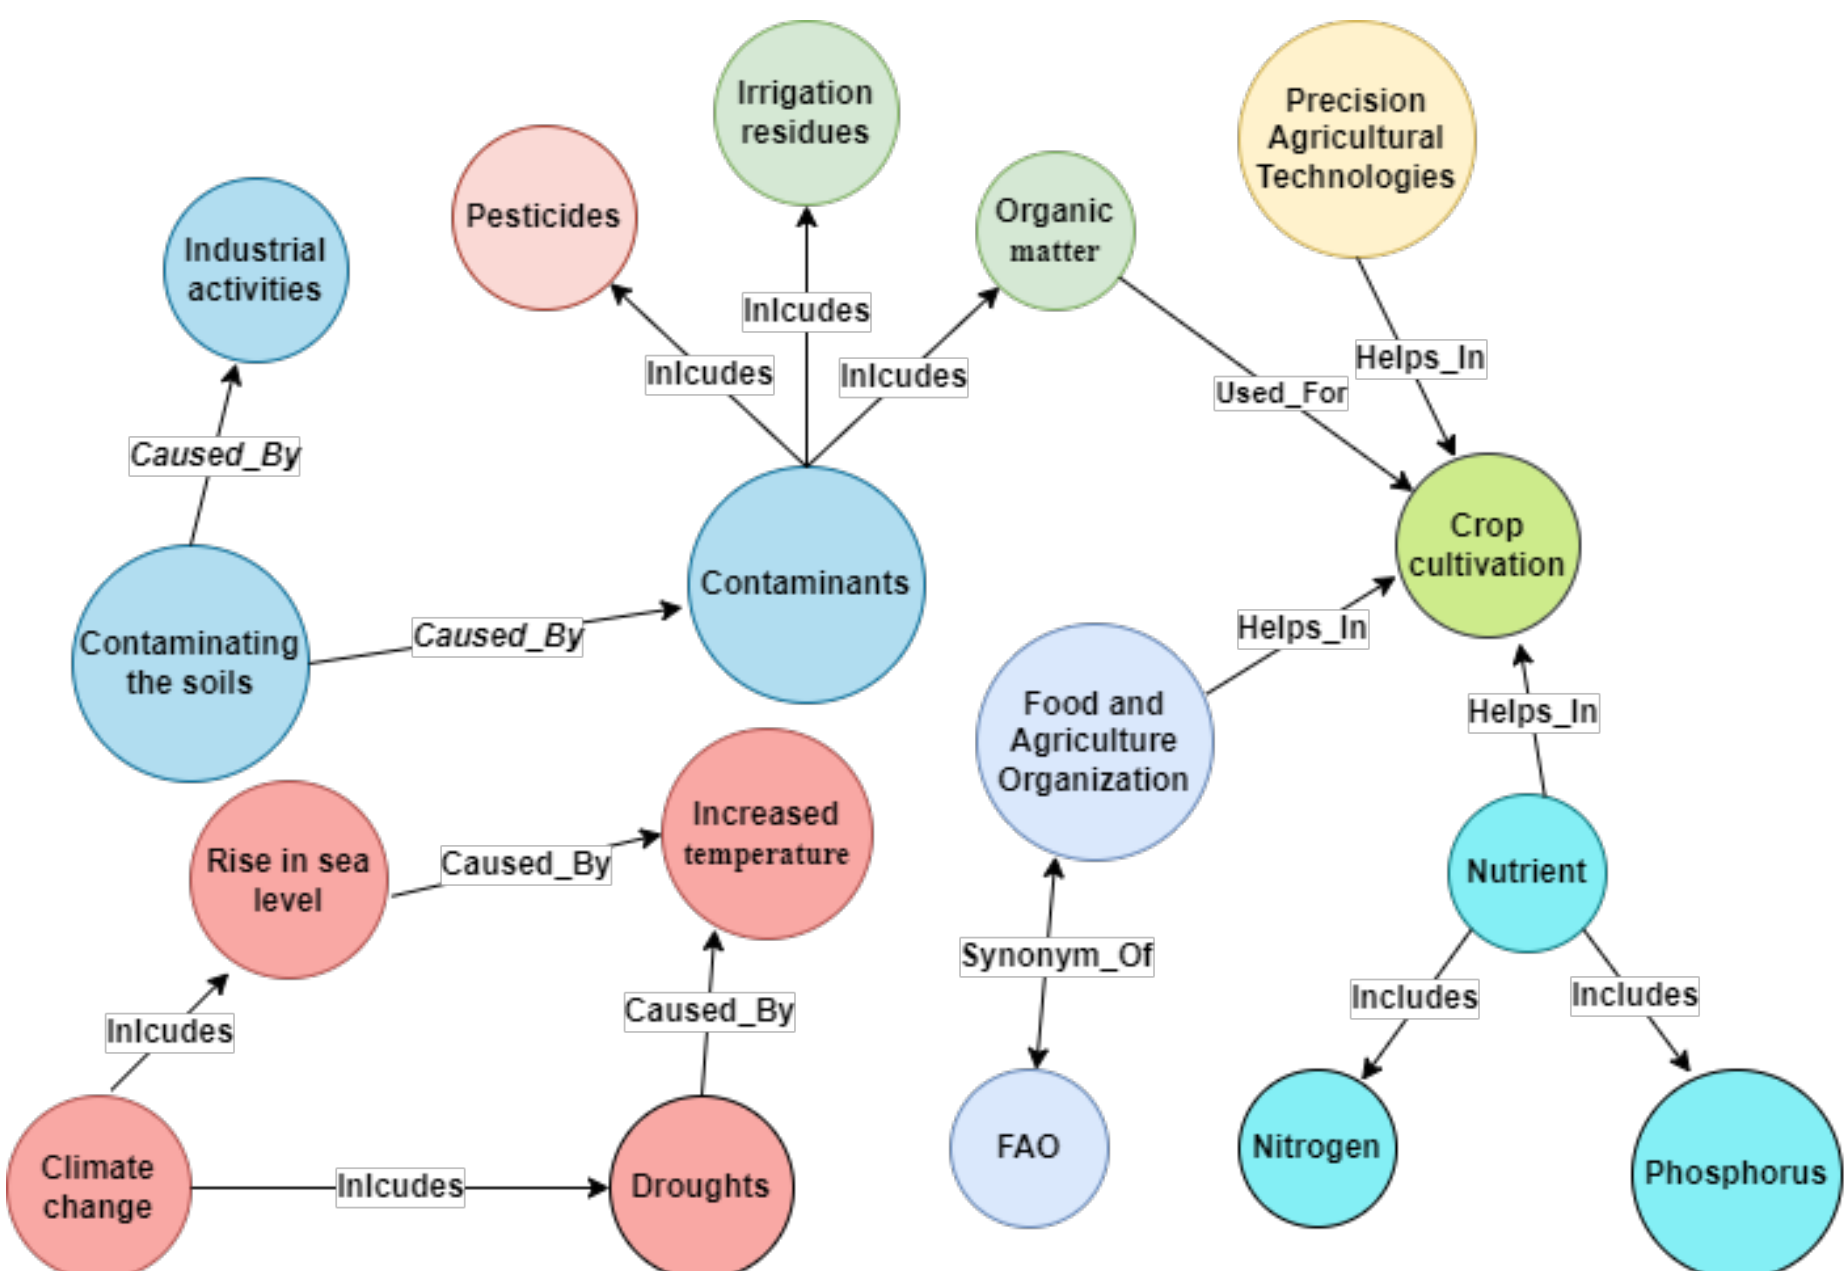 Irrigation
residues
Precision
Agricultural
Technologies
Pesticides
Organic
matter
Industrial
activities
Inlcudes
Inlcudes
Inlcudes
Helps_In
Used_For
Caused_By
Crop
cultivation
Contaminants
Caused_By
Contaminating
the soils
Helps_In
Food and
Agriculture
Organization
Helps_In
Increased
temperature
Rise in sea
level
Caused_By
Nutrient
Synonym_Of
Includes
Includes
Caused_By
Inlcudes
Climate
change
Inlcudes
Droughts
FAO
Nitrogen
Phosphorus